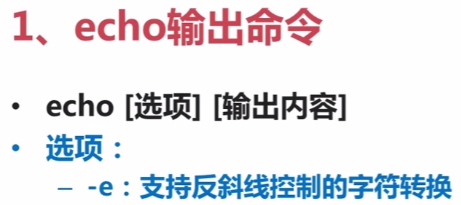 1、echo输出命令
• echo [选项] [输出内容]
• 选项：
– -e：支持反斜线控制的字符转换